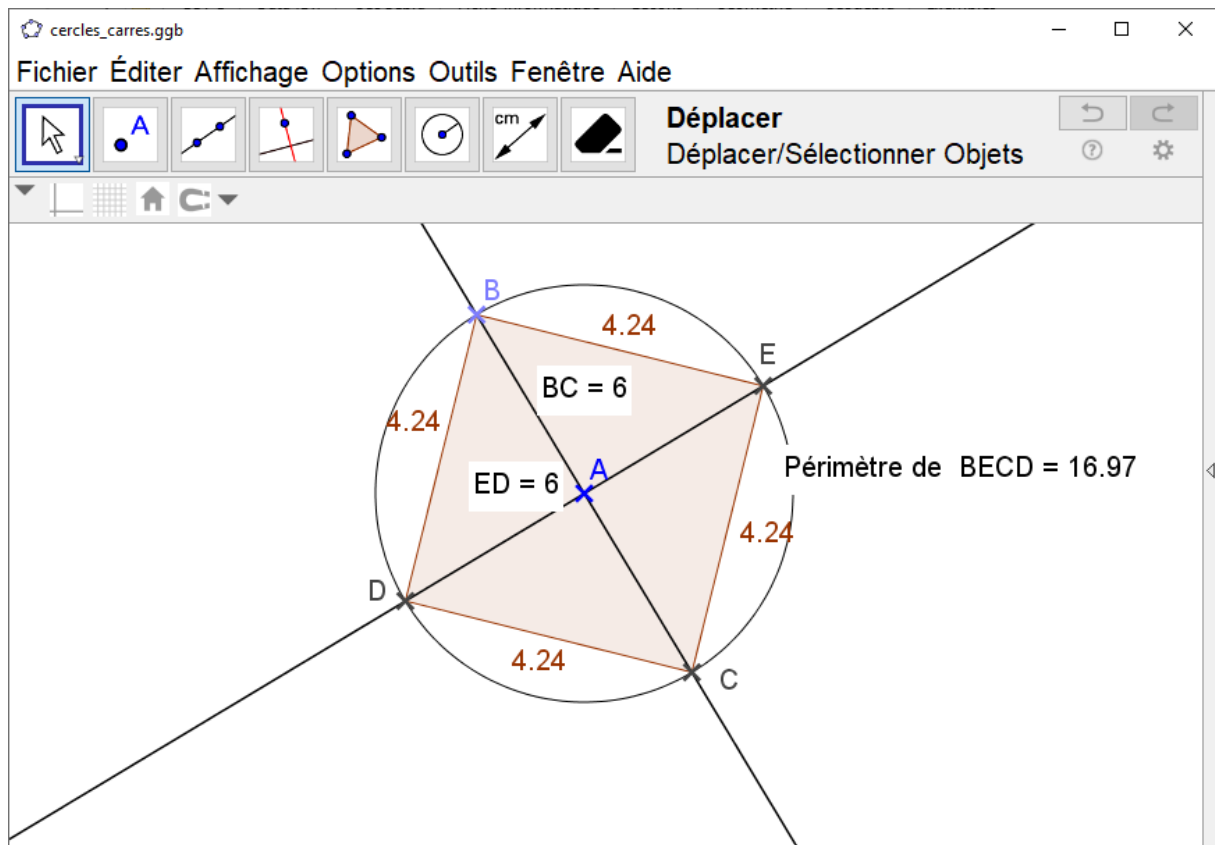 cercles_carres.ggb
Fichier Éditer Affichage Options Outils Fenêtre Aide
A
cm
Déplacer
Déplacer/Sélectionner Objets
B
4.24
E
BC = 6
4.24
A
Périmètre de BECD = 16.97
ED = 6
4.24
D
4.24
C